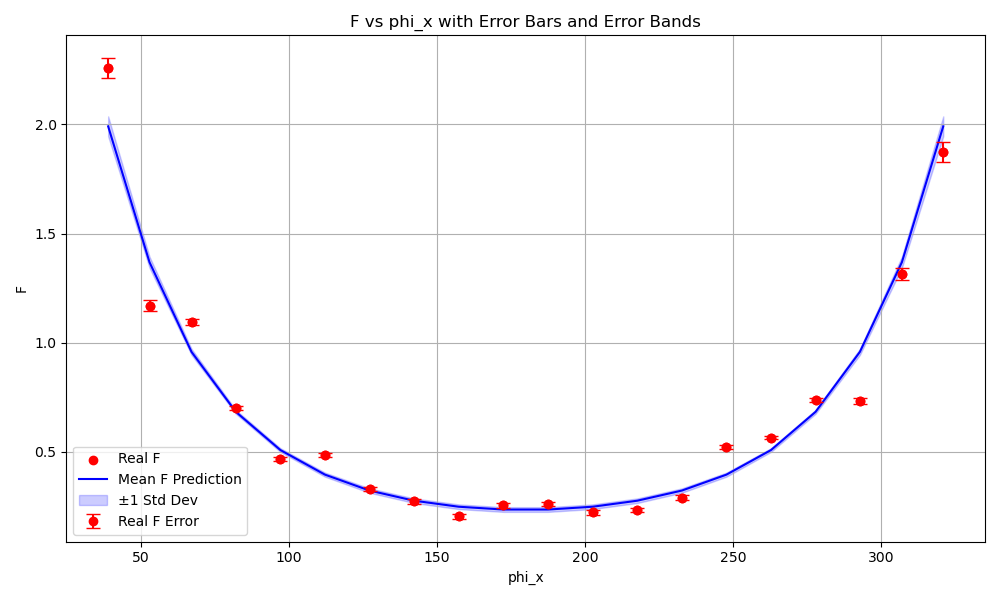 F vs phi_x with Error Bars and Error Bands
F
2.0
1.5
1.0
0.5
Real F
Mean F Prediction
±1 Std Dev
Real F Error
50
100
150
200
250
300
phi_x